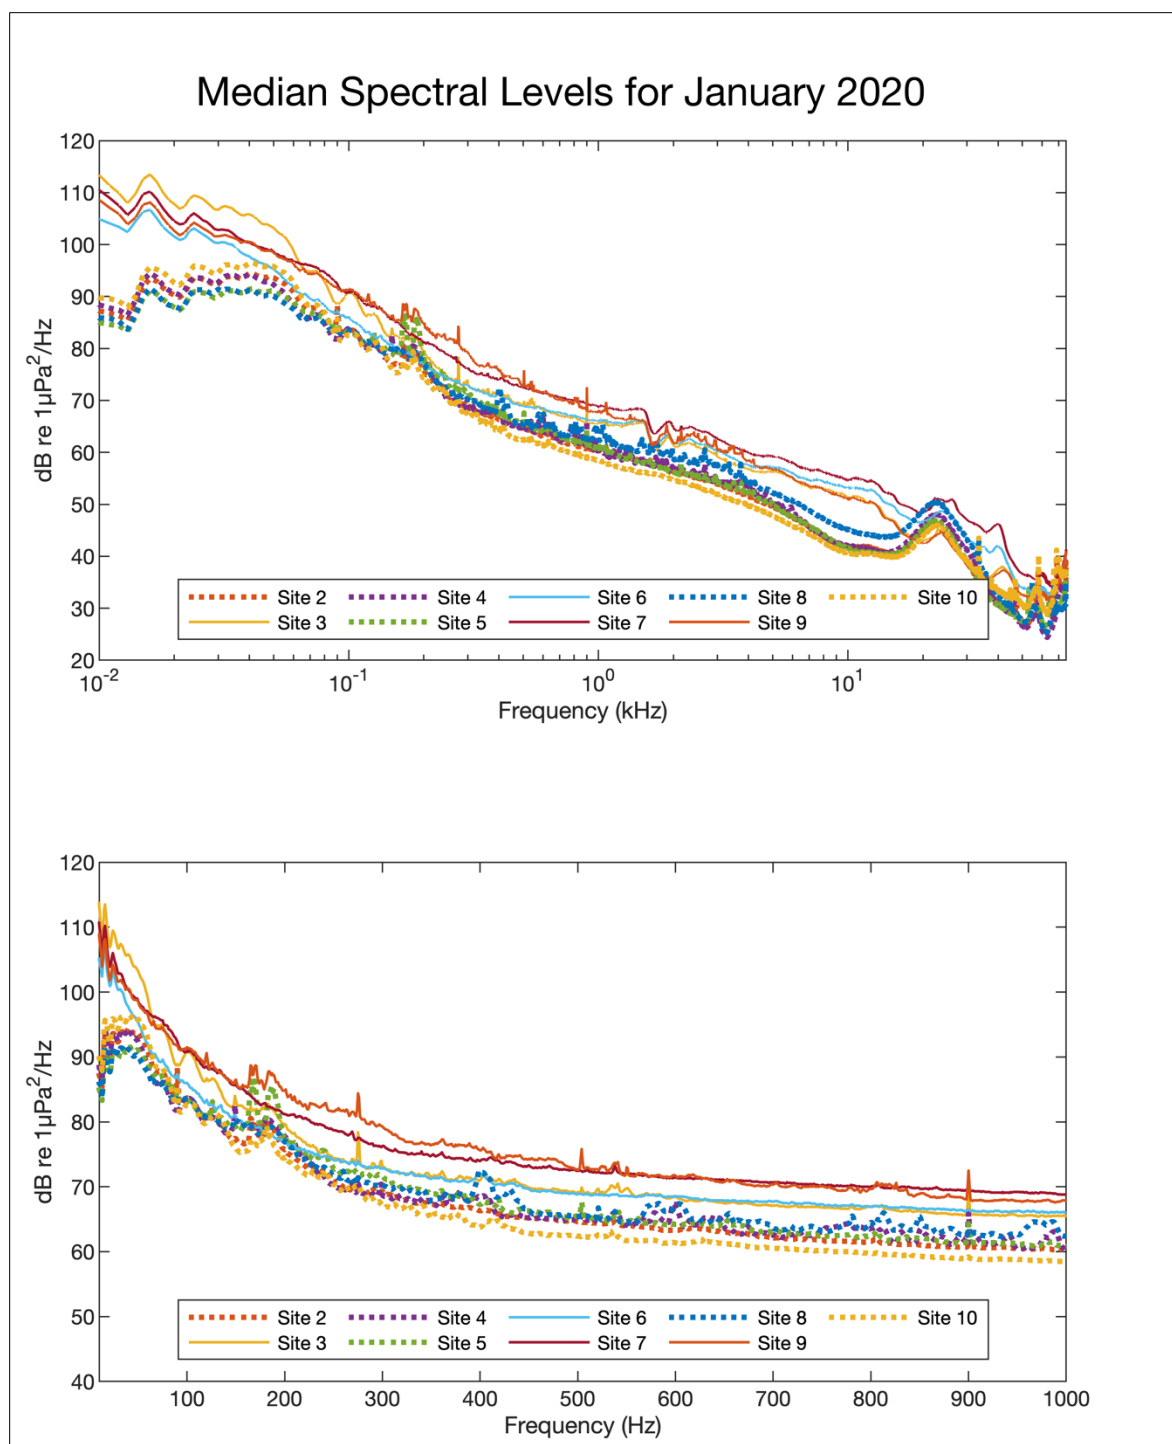 Median Spectral Levels for January 2020
120
110
100
90
80
70
60
50
40
30
20
dB re 1µPa²/Hz
Site 2 Site 4 Site 6 Site 8 Site 10
Site 3 Site 5 Site 7 Site 9
10⁻² 10⁻¹ 10⁰ 10¹
Frequency (kHz)
120
110
100
90
80
70
60
50
40
dB re 1µPa²/Hz
Site 2 Site 4 Site 6 Site 8 Site 10
Site 3 Site 5 Site 7 Site 9
100 200 300 400 500 600 700 800 900 1000
Frequency (Hz)